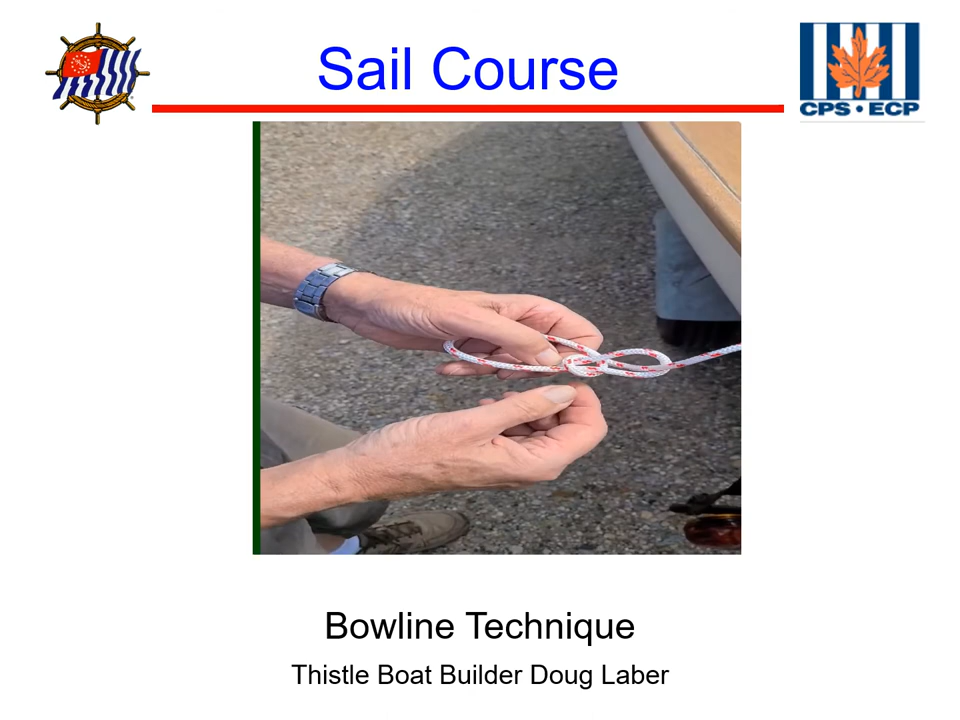 Sail Course
CPS • ECP
Bowline Technique
Thistle Boat Builder Doug Laber